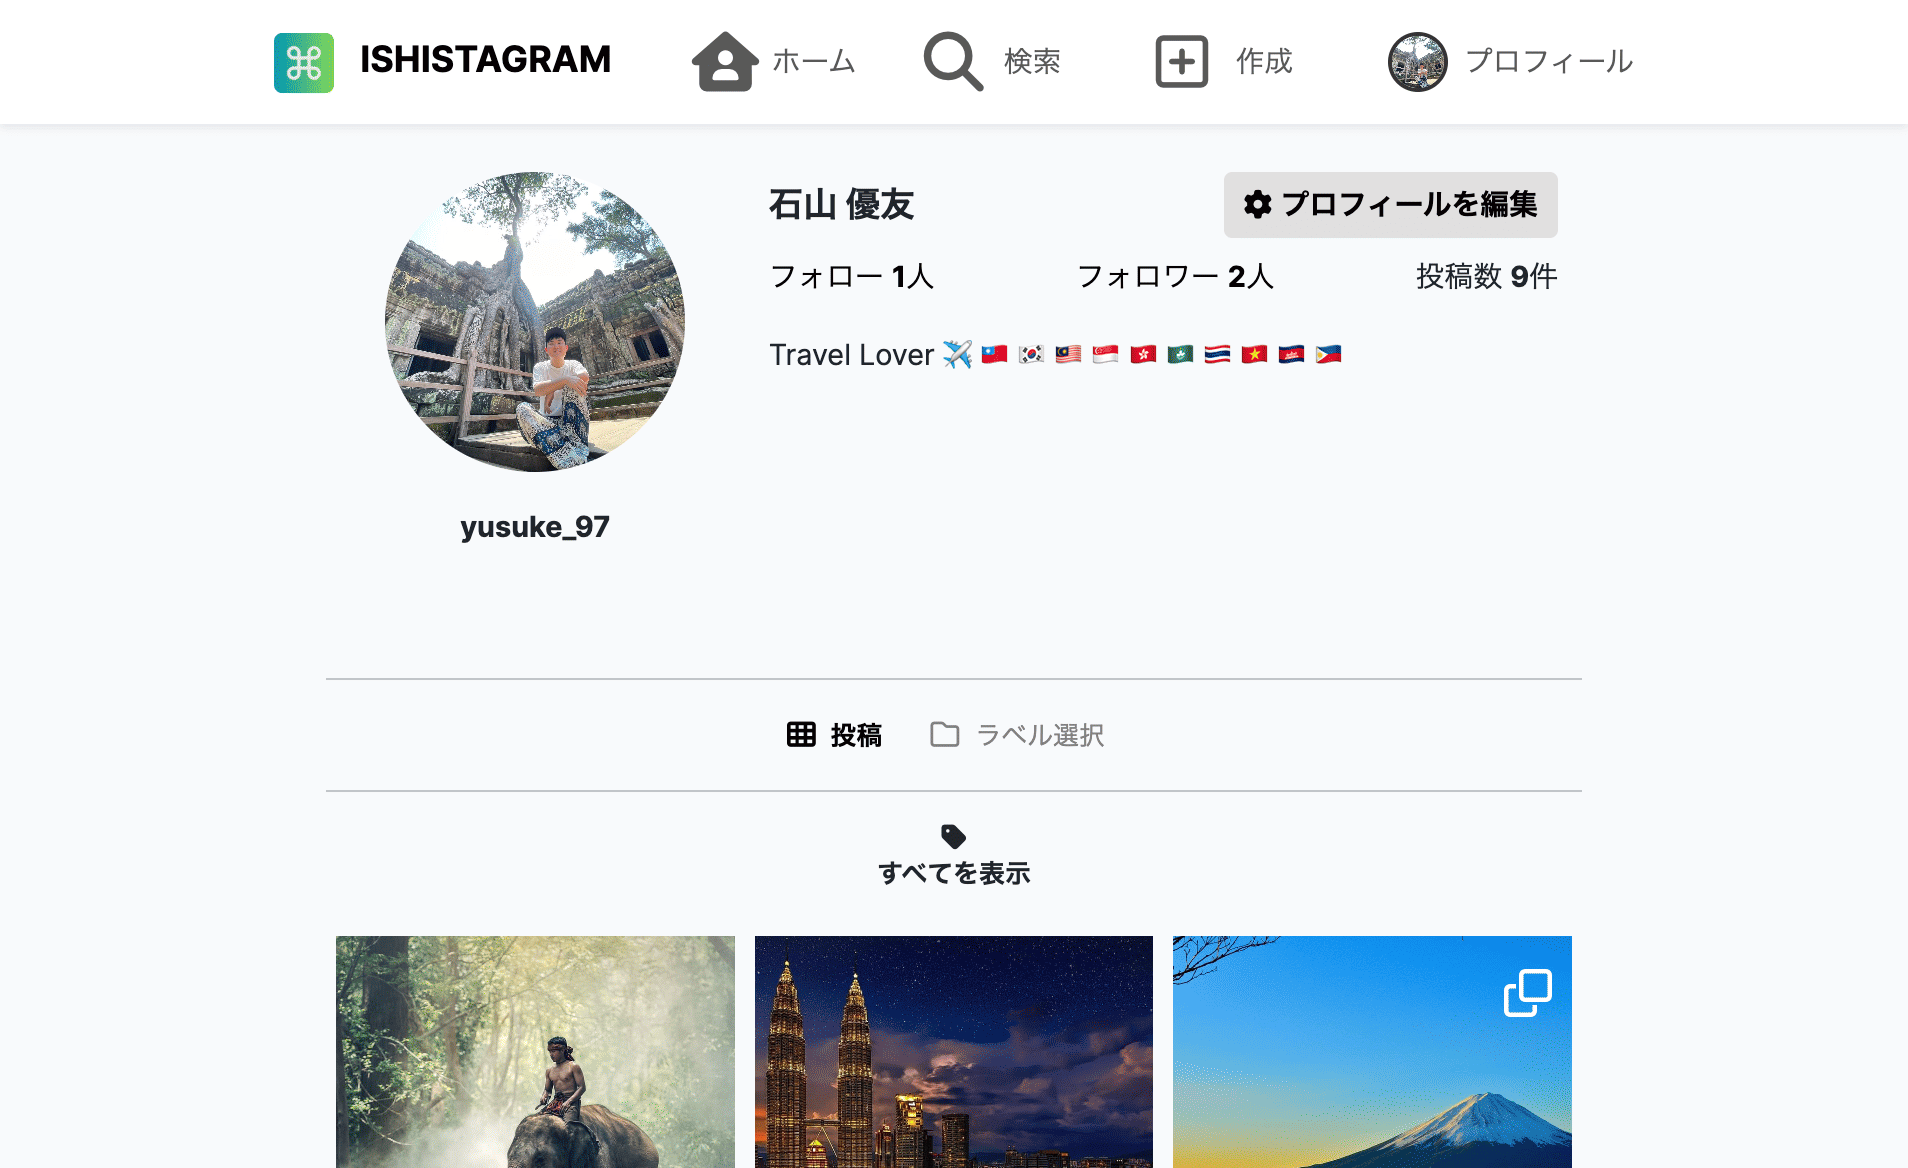 ISHISTAGRAM ホーム 検索 作成 プロフィール
石山 優友 プロフィールを編集
フォロー 1人 フォロワー 2人 投稿数 9件
Travel Lover ✈️ 🇹🇼 🇰🇷 🇲🇾 🇸🇬 🇭🇰 🇲🇴 🇹🇭 🇻🇳 🇰🇭 🇵🇭
yusuke_97
投稿 ラベル選択
すべてを表示